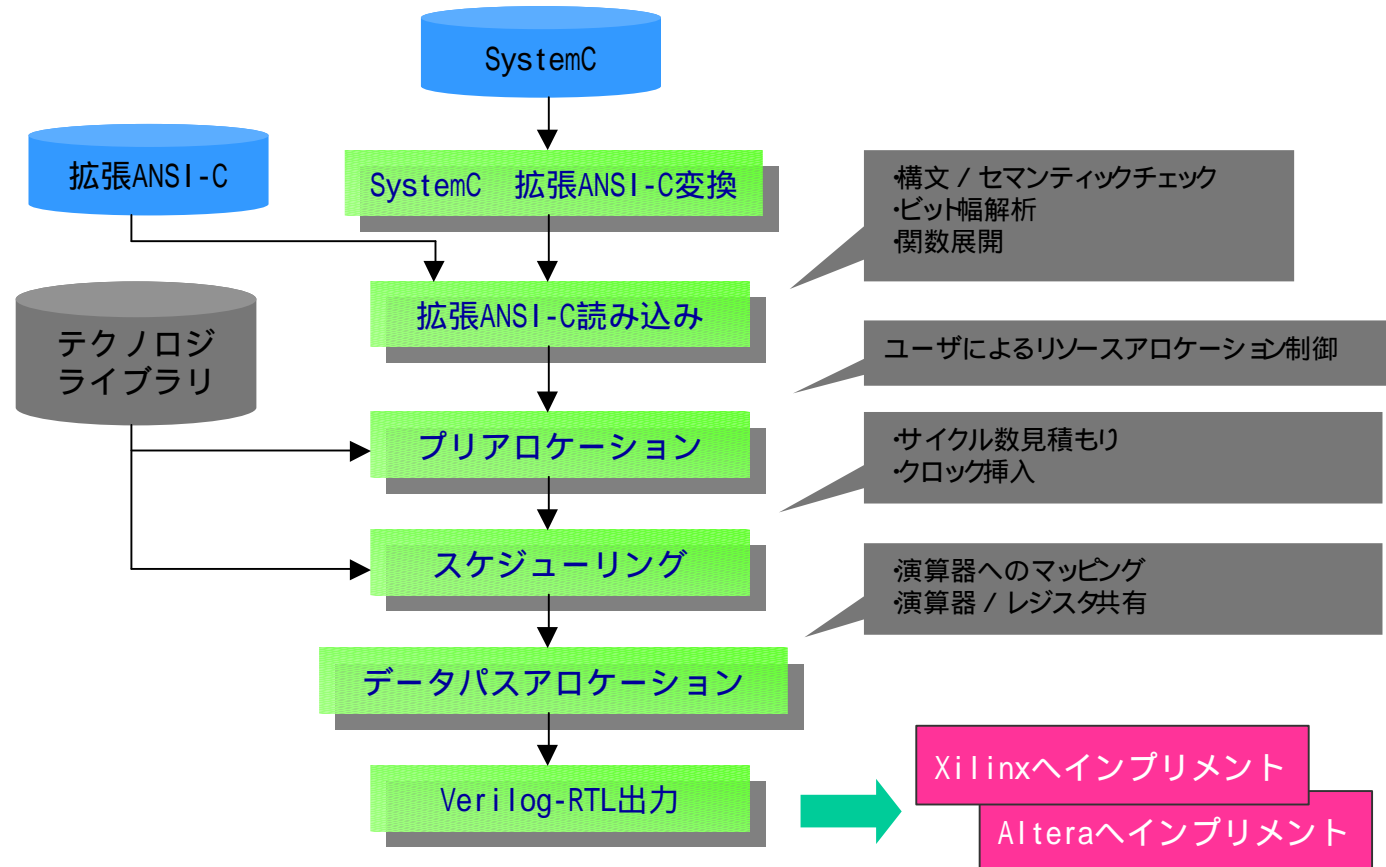 SystemC
拡張ANSI-C
SystemC 拡張ANSI-C変換
・構文 / セマンティックチェック
・ビット幅解析
・関数展開
拡張ANSI-C読み込み
テクノロジ
ライブラリ
ユーザによるリソースアロケーション制御
プリアロケーション
・サイクル数見積もり
・クロック挿入
スケジューリング
・演算器へのマッピング
・演算器 / レジスタ共有
データパスアロケーション
Verilog-RTL出力
Xilinxへインプリメント
Alteraへインプリメント